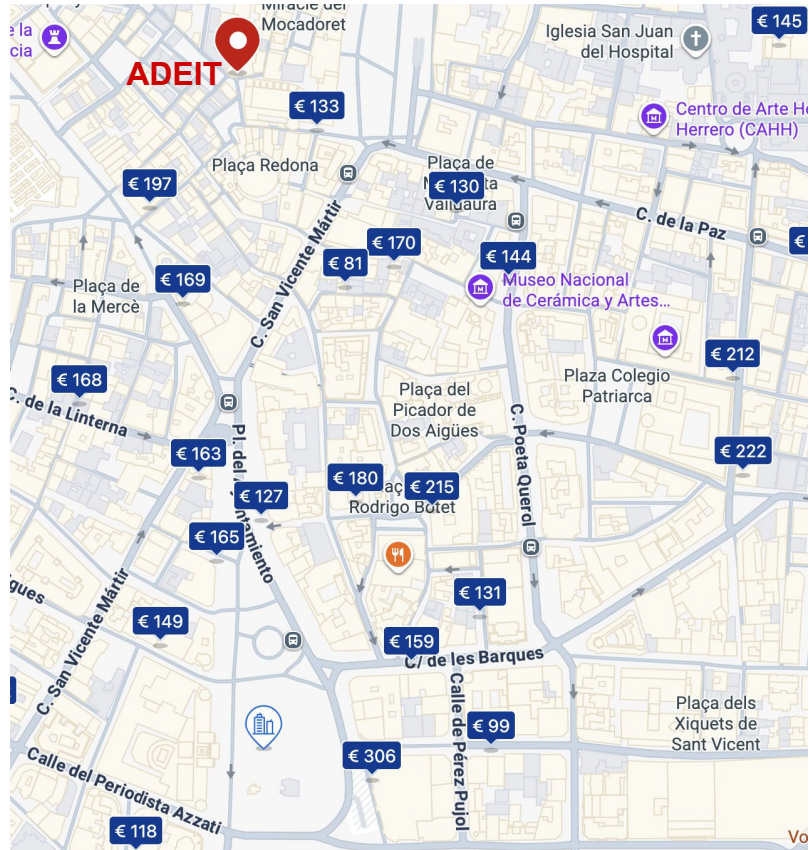 Miracle del
Mocadoret
€ 145
Iglesia San Juan
del Hospital
e la
cia
ADEIT
€ 133
Centro de Arte Ho
Herrero (CAHH)
Plaça Redona
Plaça de
€ 130
Valldaura
€ 197
C. de la Paz
€
C. San Vicente Mártir
€ 170
€ 81
€ 144
€ 169
Museo Nacional
de Cerámica y Artes...
Plaça de
la Mercè
€ 212
Plaza Colegio
Patriarca
€ 168
C. de la Linterna
Plaça del
Picador de
Dos Aigües
C. Poeta Querol
€ 163
€ 222
€ 180
€ 215
Rodrigo Botet
€ 127
Pl. del
ntamiento
€ 165
gues
€ 131
€ 149
€ 159
C/ de les Barques
C. San Vicente Mártir
Calle de Pérez Pujol
Plaça dels
Xiquets de
Sant Vicent
€ 99
€ 306
Calle del Periodista Azzati
€ 118
Vo